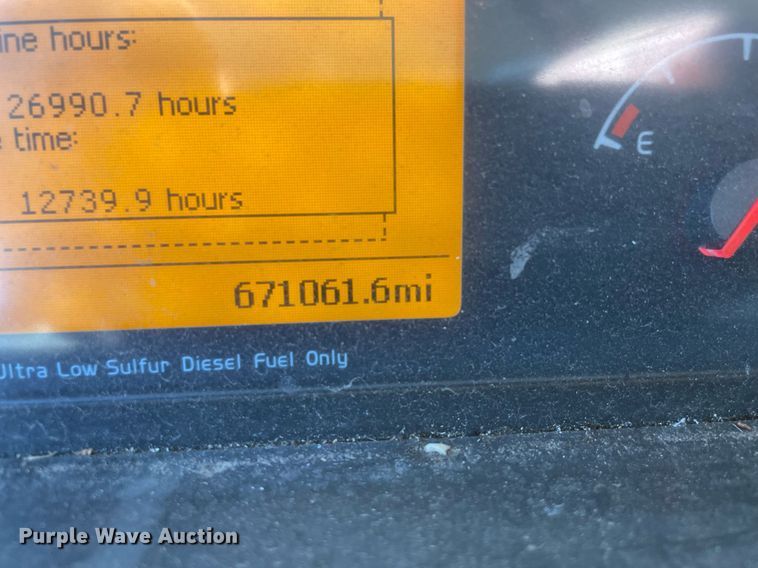 hours:
26990.7 hours
time:
12739.9 hours
671061.6mi
E
Ultra Low Sulfur Diesel Fuel Only
Purple Wave Auction